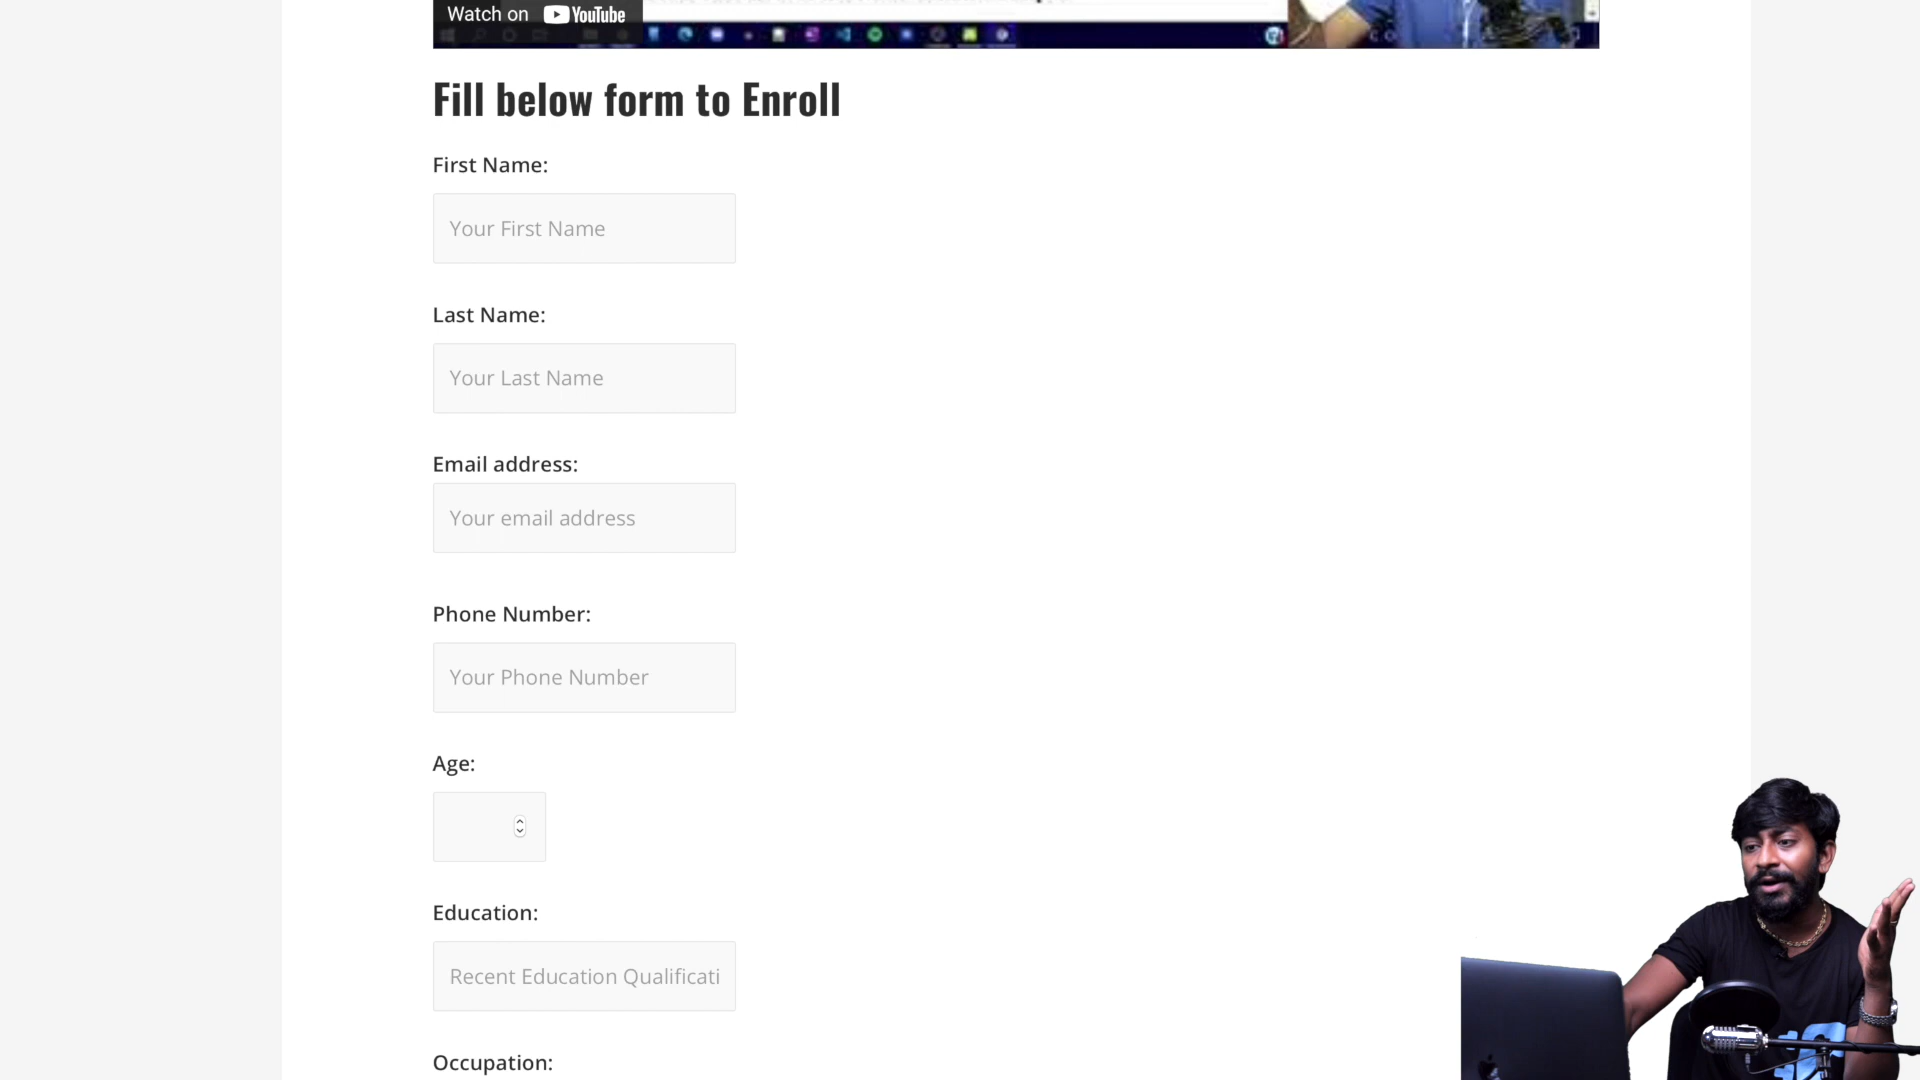 Watch on YouTube
Fill below form to Enroll
First Name:
Your First Name
Last Name:
Your Last Name
Email address:
Your email address
Phone Number:
Your Phone Number
Age:
Education:
Recent Education Qualificati
Occupation: